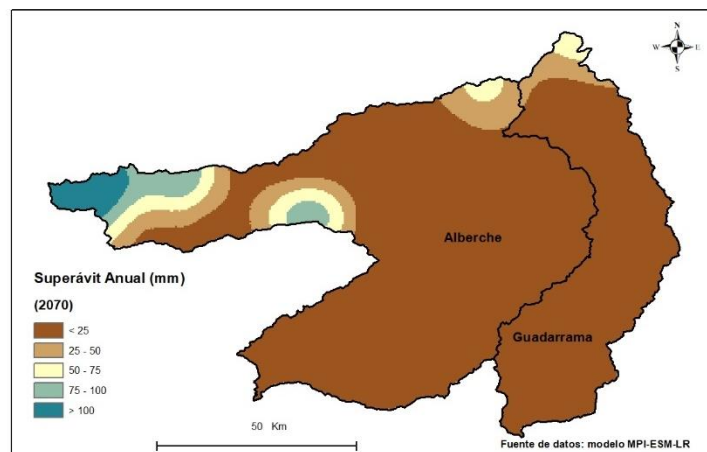 N
W E
S
Alberche
Guadarrama
Superávit Anual (mm)
(2070)
< 25
25 - 50
50 - 75
75 - 100
> 100
50 Km
Fuente de datos: modelo MPI-ESM-LR